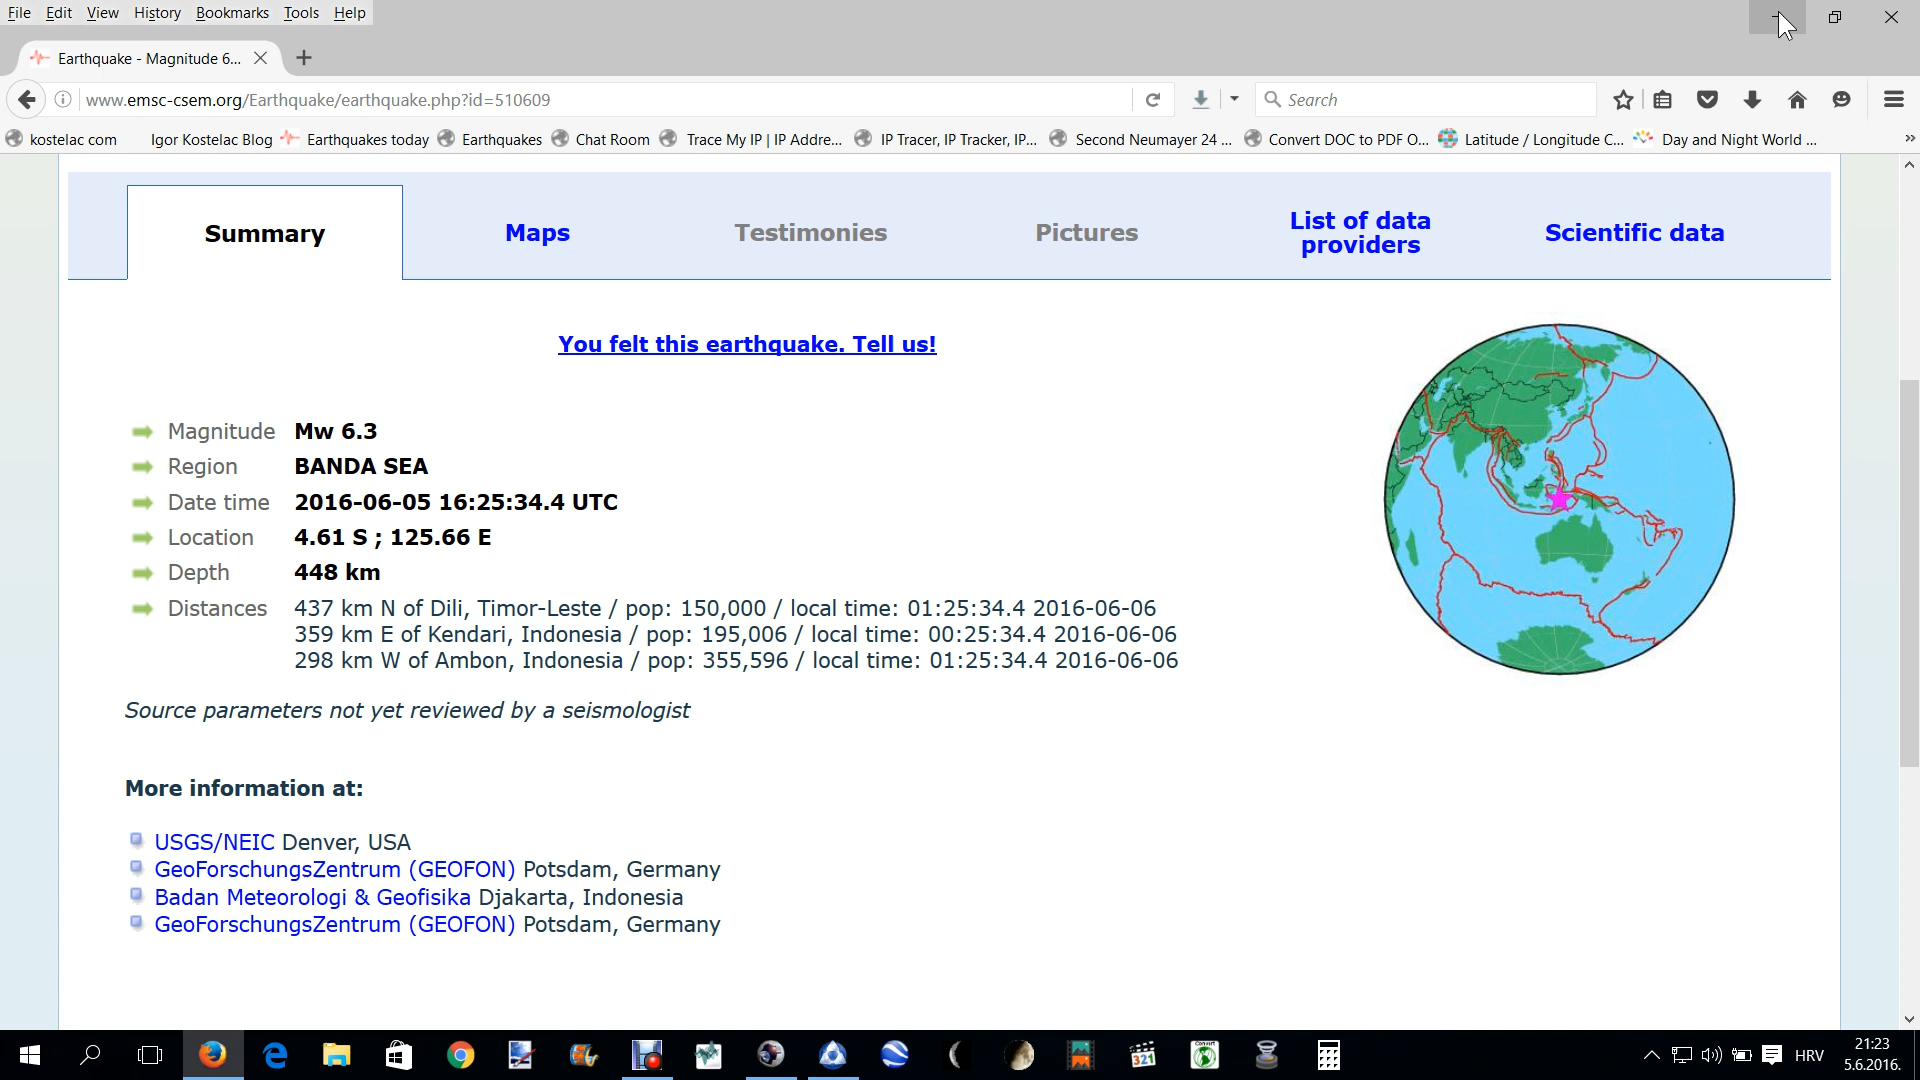 File Edit View History Bookmarks Tools Help
Earthquake - Magnitude 6...
www.emsc-csem.org/Earthquake/earthquake.php?id=510609
Search
kostelac com Igor Kostelac Blog Earthquakes today Earthquakes Chat Room Trace My IP | IP Addre... IP Tracer, IP Tracker, IP... Second Neumayer 24 ... Convert DOC to PDF O... Latitude / Longitude C... Day and Night World ...
Summary
Maps
Testimonies
Pictures
List of data
providers
Scientific data
You felt this earthquake. Tell us!
Magnitude Mw 6.3
Region BANDA SEA
Date time 2016-06-05 16:25:34.4 UTC
Location 4.61 S ; 125.66 E
Depth 448 km
Distances 437 km N of Dili, Timor-Leste / pop: 150,000 / local time: 01:25:34.4 2016-06-06
359 km E of Kendari, Indonesia / pop: 195,006 / local time: 00:25:34.4 2016-06-06
298 km W of Ambon, Indonesia / pop: 355,596 / local time: 01:25:34.4 2016-06-06
Source parameters not yet reviewed by a seismologist
More information at:
USGS/NEIC Denver, USA
GeoForschungsZentrum (GEOFON) Potsdam, Germany
Badan Meteorologi & Geofisika Djakarta, Indonesia
GeoForschungsZentrum (GEOFON) Potsdam, Germany
321
Convert
HRV
21:23
5.6.2016.